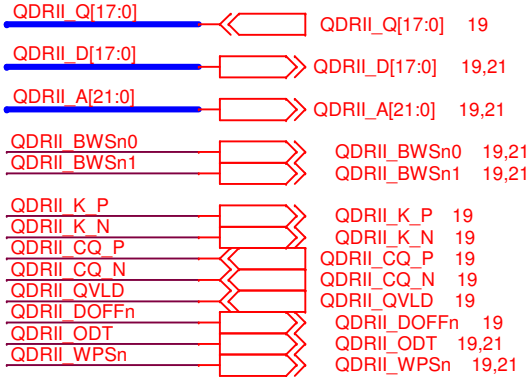 QDRII_Q[17:0] QDRII_Q[17:0] 19
QDRII_D[17:0] QDRII_D[17:0] 19,21
QDRII_A[21:0] QDRII_A[21:0] 19,21
QDRII_BWSn0 QDRII_BWSn0 19,21
QDRII_BWSn1 QDRII_BWSn1 19,21
QDRII_K_P QDRII_K_P 19
QDRII_K_N QDRII_K_N 19
QDRII_CQ_P QDRII_CQ_P 19
QDRII_CQ_N QDRII_CQ_N 19
QDRII_QVLD QDRII_QVLD 19
QDRII_DOFFn QDRII_DOFFn 19
QDRII_ODT QDRII_ODT 19,21
QDRII_WPSn QDRII_WPSn 19,21